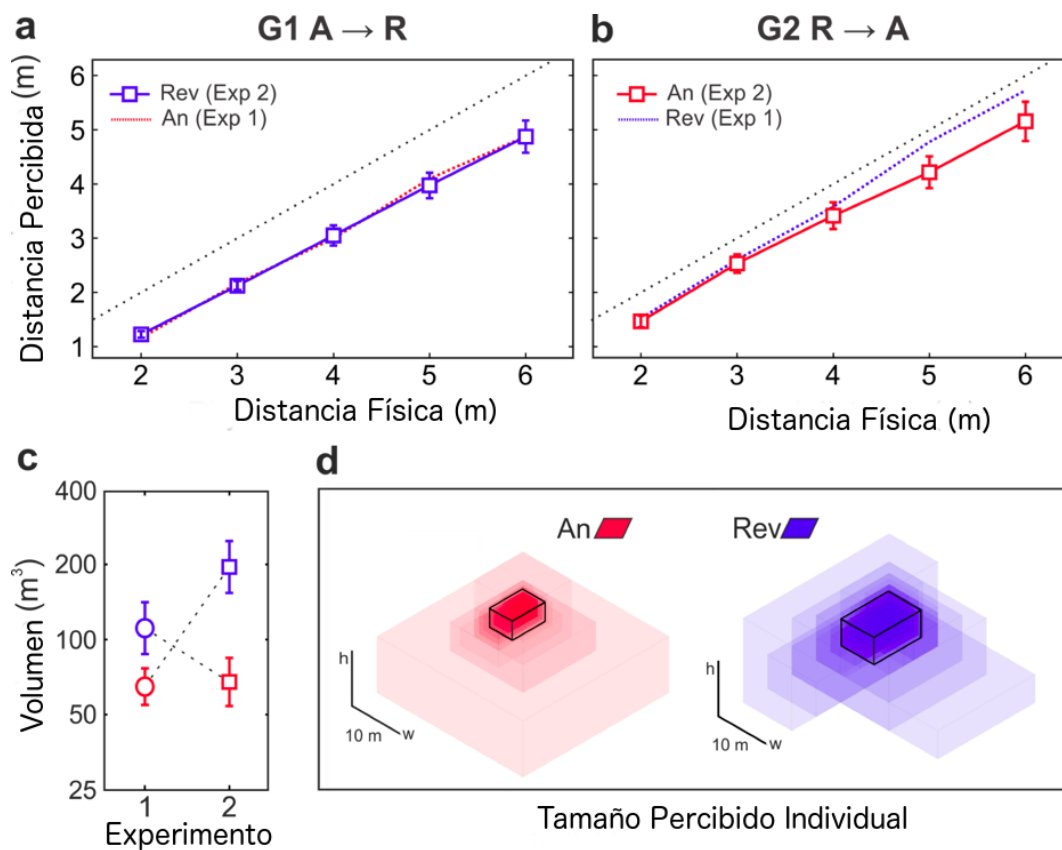 a G1 A → R
b G2 R → A
Distancia Percibida (m)
6
5
4
3
2
1
Rev (Exp 2)
An (Exp 1)
2 3 4 5 6
Distancia Física (m)
An (Exp 2)
Rev (Exp 1)
2 3 4 5 6
Distancia Física (m)
c
Volumen (m³)
400
200
100
50
25
1 2
Experimento
d
An
Rev
h
10 m
w
h
10 m
w
Tamaño Percibido Individual